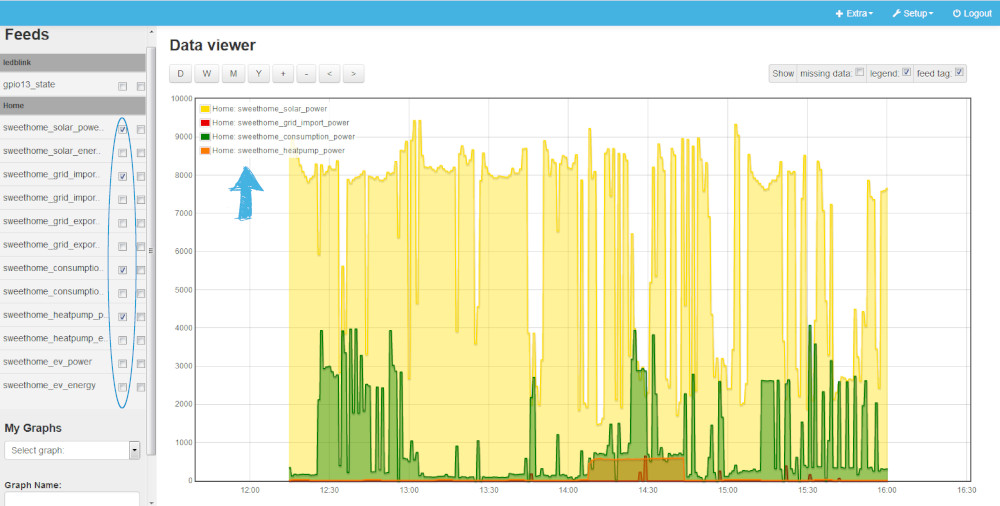 Extra
Setup
Logout
Feeds
ledblink
gpio13_state
Home
sweethome_solar_powe..
sweethome_solar_ener..
sweethome_grid_impor..
sweethome_grid_impor..
sweethome_grid_expor..
sweethome_grid_expor..
sweethome_consumptio..
sweethome_consumptio..
sweethome_heatpump_p..
sweethome_heatpump_e..
sweethome_ev_power
sweethome_ev_energy
My Graphs
Select graph:
Graph Name:
Data viewer
D W M Y + - < >
Show missing data: legend: feed tag:
Home: sweethome_solar_power
Home: sweethome_grid_import_power
Home: sweethome_consumption_power
Home: sweethome_heatpump_power
10000
9000
8000
7000
6000
5000
4000
3000
2000
1000
0
12:00 12:30 13:00 13:30 14:00 14:30 15:00 15:30 16:00 16:30